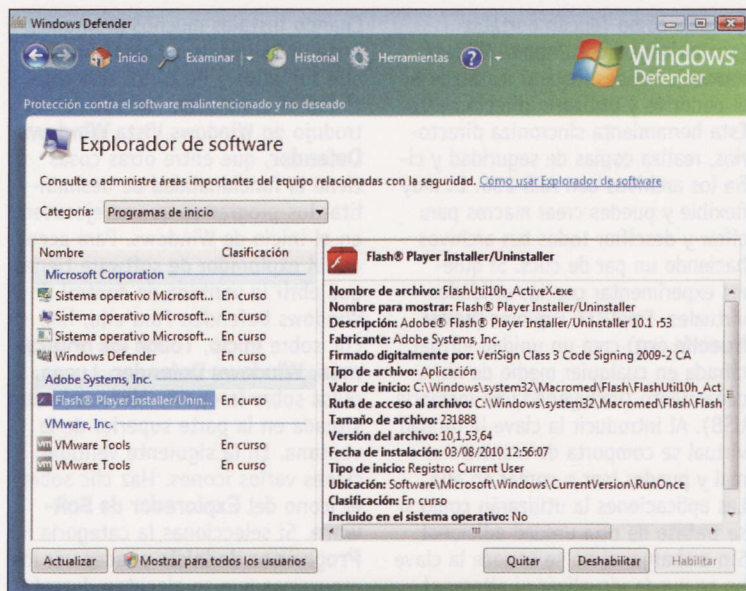 Windows Defender
Inicio Examinar Historial Herramientas ?
Windows
Defender
Protección contra el software malintencionado y no deseado
Explorador de software
Consulte o administre áreas importantes del equipo relacionadas con la seguridad. Cómo usar Explorador de software
Categoría: Programas de inicio
Nombre Clasificación
Microsoft Corporation
Sistema operativo Microsoft... En curso
Sistema operativo Microsoft... En curso
Sistema operativo Microsoft... En curso
Windows Defender En curso
Adobe Systems, Inc.
Flash® Player Installer/Unin... En curso
VMware, Inc.
VMware Tools En curso
VMware Tools En curso
Flash® Player Installer/Uninstaller
Nombre de archivo: FlashUtil10h_ActiveX.exe
Nombre para mostrar: Flash® Player Installer/Uninstaller
Descripción: Adobe® Flash® Player Installer/Uninstaller 10.1 r53
Fabricante: Adobe Systems, Inc.
Firmado digitalmente por: VeriSign Class 3 Code Signing 2009-2 CA
Tipo de archivo: Aplicación
Valor de inicio: C:\Windows\system32\Macromed\Flash\FlashUtil10h_Act
Ruta de acceso al archivo: C:\Windows\system32\Macromed\Flash\Flash
Tamaño de archivo: 231888
Versión del archivo: 10,1,53,64
Fecha de instalación: 03/08/2010 12:56:07
Tipo de inicio: Registro: Current User
Ubicación: Software\Microsoft\Windows\CurrentVersion\RunOnce
Clasificación: En curso
Incluido en el sistema operativo: No
Actualizar Mostrar para todos los usuarios Quitar Deshabilitar Habilitar